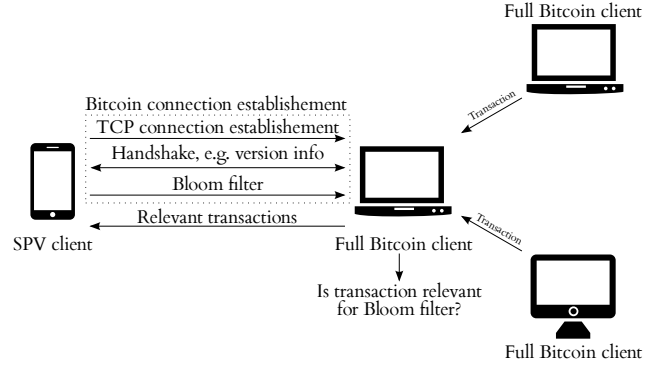 Full Bitcoin client
Transaction
Bitcoin connection establishement
TCP connection establishement
Handshake, e.g. version info
Bloom filter
Relevant transactions
SPV client
Full Bitcoin client
Transaction
Is transaction relevant
for Bloom filter?
Full Bitcoin client